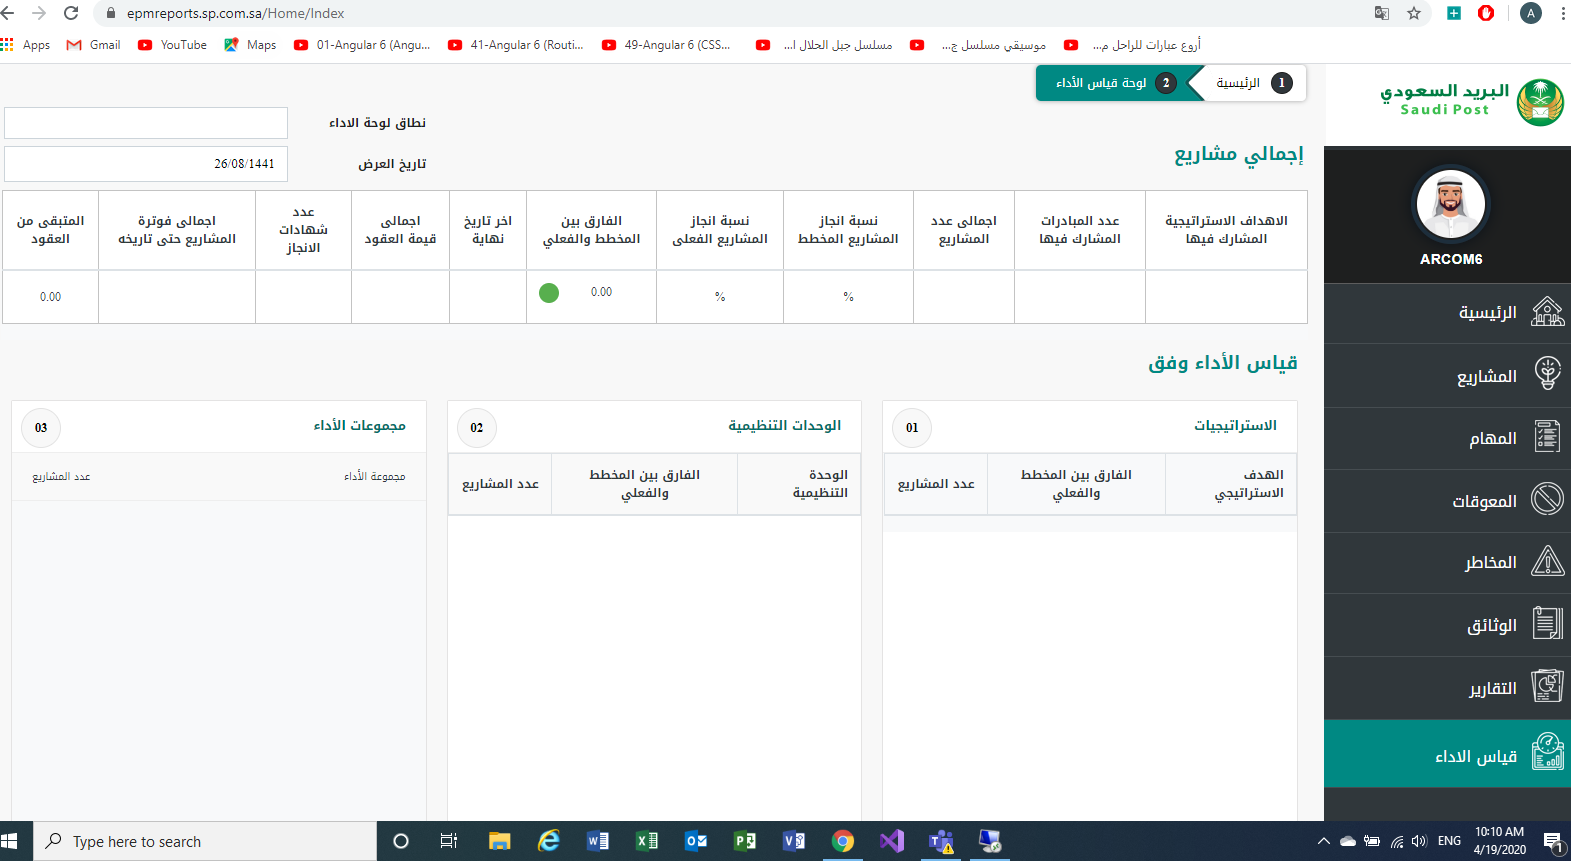 epmreports.sp.com.sa/Home/Index
A
Apps
Gmail
YouTube
Maps
01-Angular 6 (Angu...
41-Angular 6 (Routi...
49-Angular 6 (CSS...
مسلسل جبل الحلال ا...
موسيقي مسلسل ج...
أروع عبارات للراحل م...
1 الرئيسية
2 لوحة قياس الأداء
البريد السعودي
Saudi Post
نطاق لوحة الاداء
تاريخ العرض
26/08/1441
إجمالي مشاريع
الاهداف الاستراتيجية المشارك فيها
عدد المبادرات المشارك فيها
اجمالى عدد المشاريع
نسبة انجاز المشاريع المخطط
نسبة انجاز المشاريع الفعلى
الفارق بين المخطط والفعلي
اخر تاريخ نهاية
اجمالى قيمة العقود
عدد شهادات الانجاز
اجمالى فوترة المشاريع حتى تاريخه
المتبقى من العقود
%
%
0.00
0.00
قياس الأداء وفق
الاستراتيجيات
01
الهدف الاستراتيجي
الفارق بين المخطط والفعلي
عدد المشاريع
الوحدات التنظيمية
02
الوحدة التنظيمية
الفارق بين المخطط والفعلي
عدد المشاريع
مجموعات الأداء
03
مجموعة الأداء
عدد المشاريع
ARCOM6
الرئيسية
المشاريع
المهام
المعوقات
المخاطر
الوثائق
التقارير
قياس الاداء
Type here to search
ENG
10:10 AM
4/19/2020
1